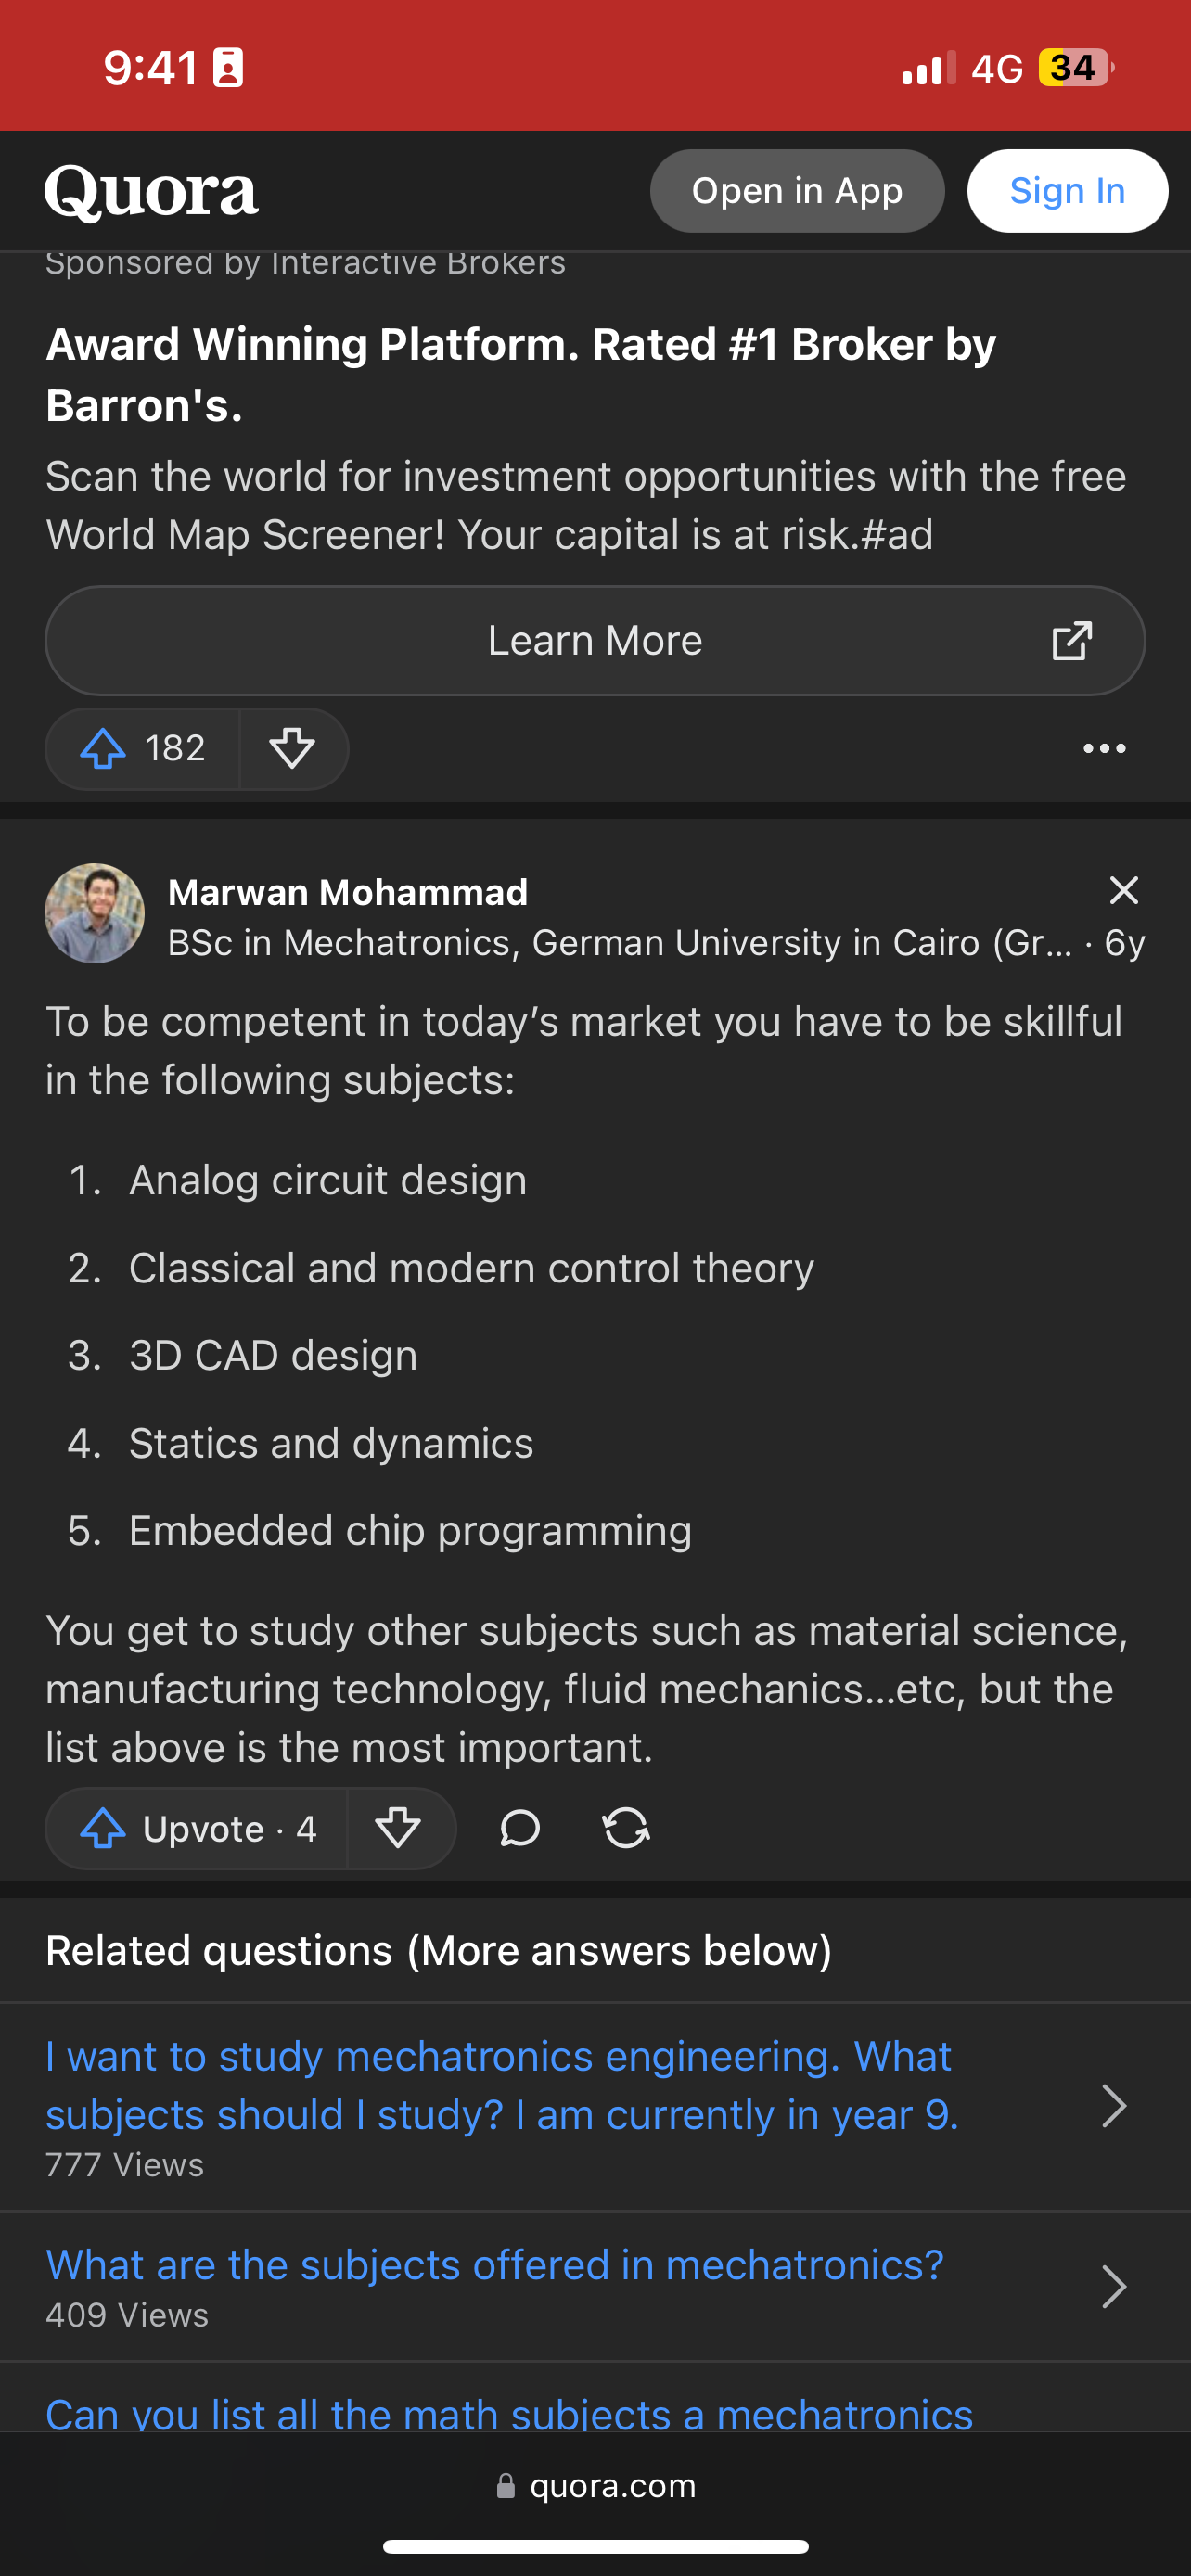 9:41
4G 34
Quora
Open in App
Sign In
Sponsored by Interactive Brokers
Award Winning Platform. Rated #1 Broker by
Barron's.
Scan the world for investment opportunities with the free
World Map Screener! Your capital is at risk.#ad
Learn More
182
Marwan Mohammad
BSc in Mechatronics, German University in Cairo (Gr... · 6y
To be competent in today’s market you have to be skillful
in the following subjects:
1. Analog circuit design
2. Classical and modern control theory
3. 3D CAD design
4. Statics and dynamics
5. Embedded chip programming
You get to study other subjects such as material science,
manufacturing technology, fluid mechanics...etc, but the
list above is the most important.
Upvote · 4
Related questions (More answers below)
I want to study mechatronics engineering. What
subjects should I study? I am currently in year 9.
777 Views
What are the subjects offered in mechatronics?
409 Views
Can you list all the math subjects a mechatronics
quora.com